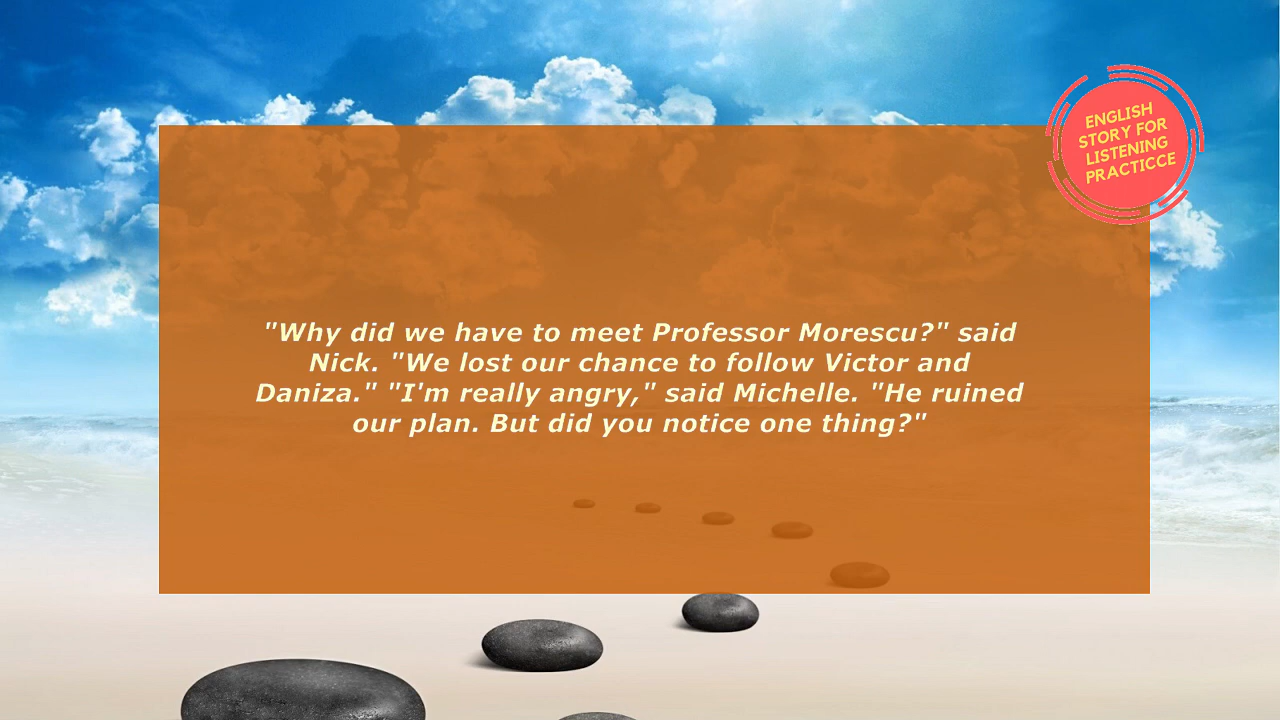 ENGLISH
STORY FOR
LISTENING
PRACTICCE
"Why did we have to meet Professor Morescu?" said
Nick. "We lost our chance to follow Victor and
Daniza." "I'm really angry," said Michelle. "He ruined
our plan. But did you notice one thing?"